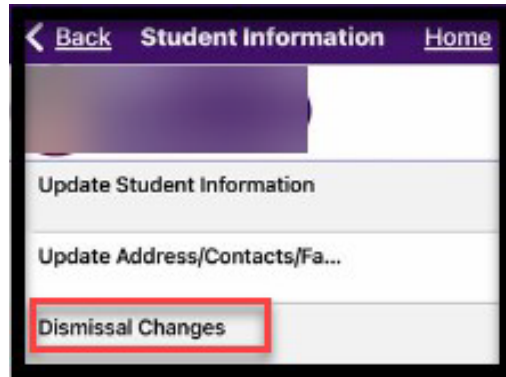 Back Student Information Home
Update Student Information
Update Address/Contacts/Fa...
Dismissal Changes